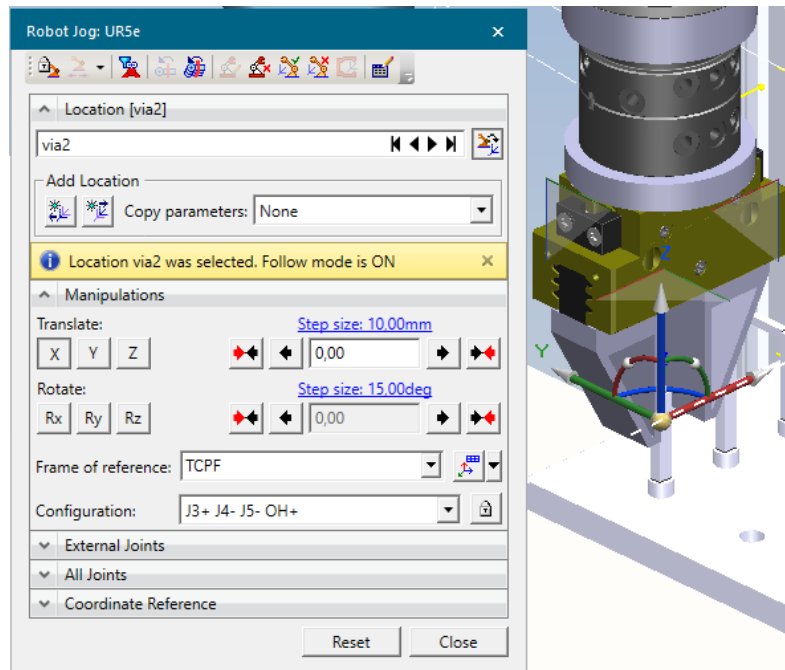 Robot Jog: UR5e
Location [via2]
via2
Add Location
Copy parameters: None
Location via2 was selected. Follow mode is ON
Manipulations
Translate: Step size: 10,00mm
X Y Z 0,00
Rotate: Step size: 15,00deg
Rx Ry Rz 0,00
Frame of reference: TCPF
Configuration: J3+ J4- J5- OH+
External Joints
All Joints
Coordinate Reference
Reset Close
Z
Y